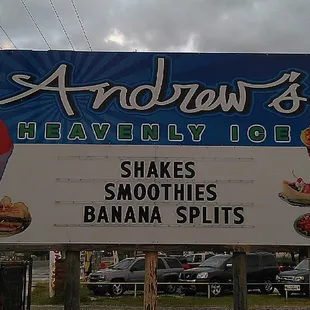 Andrew's
HEAVENLY ICE
SHAKES
SMOOTHIES
BANANA SPLITS